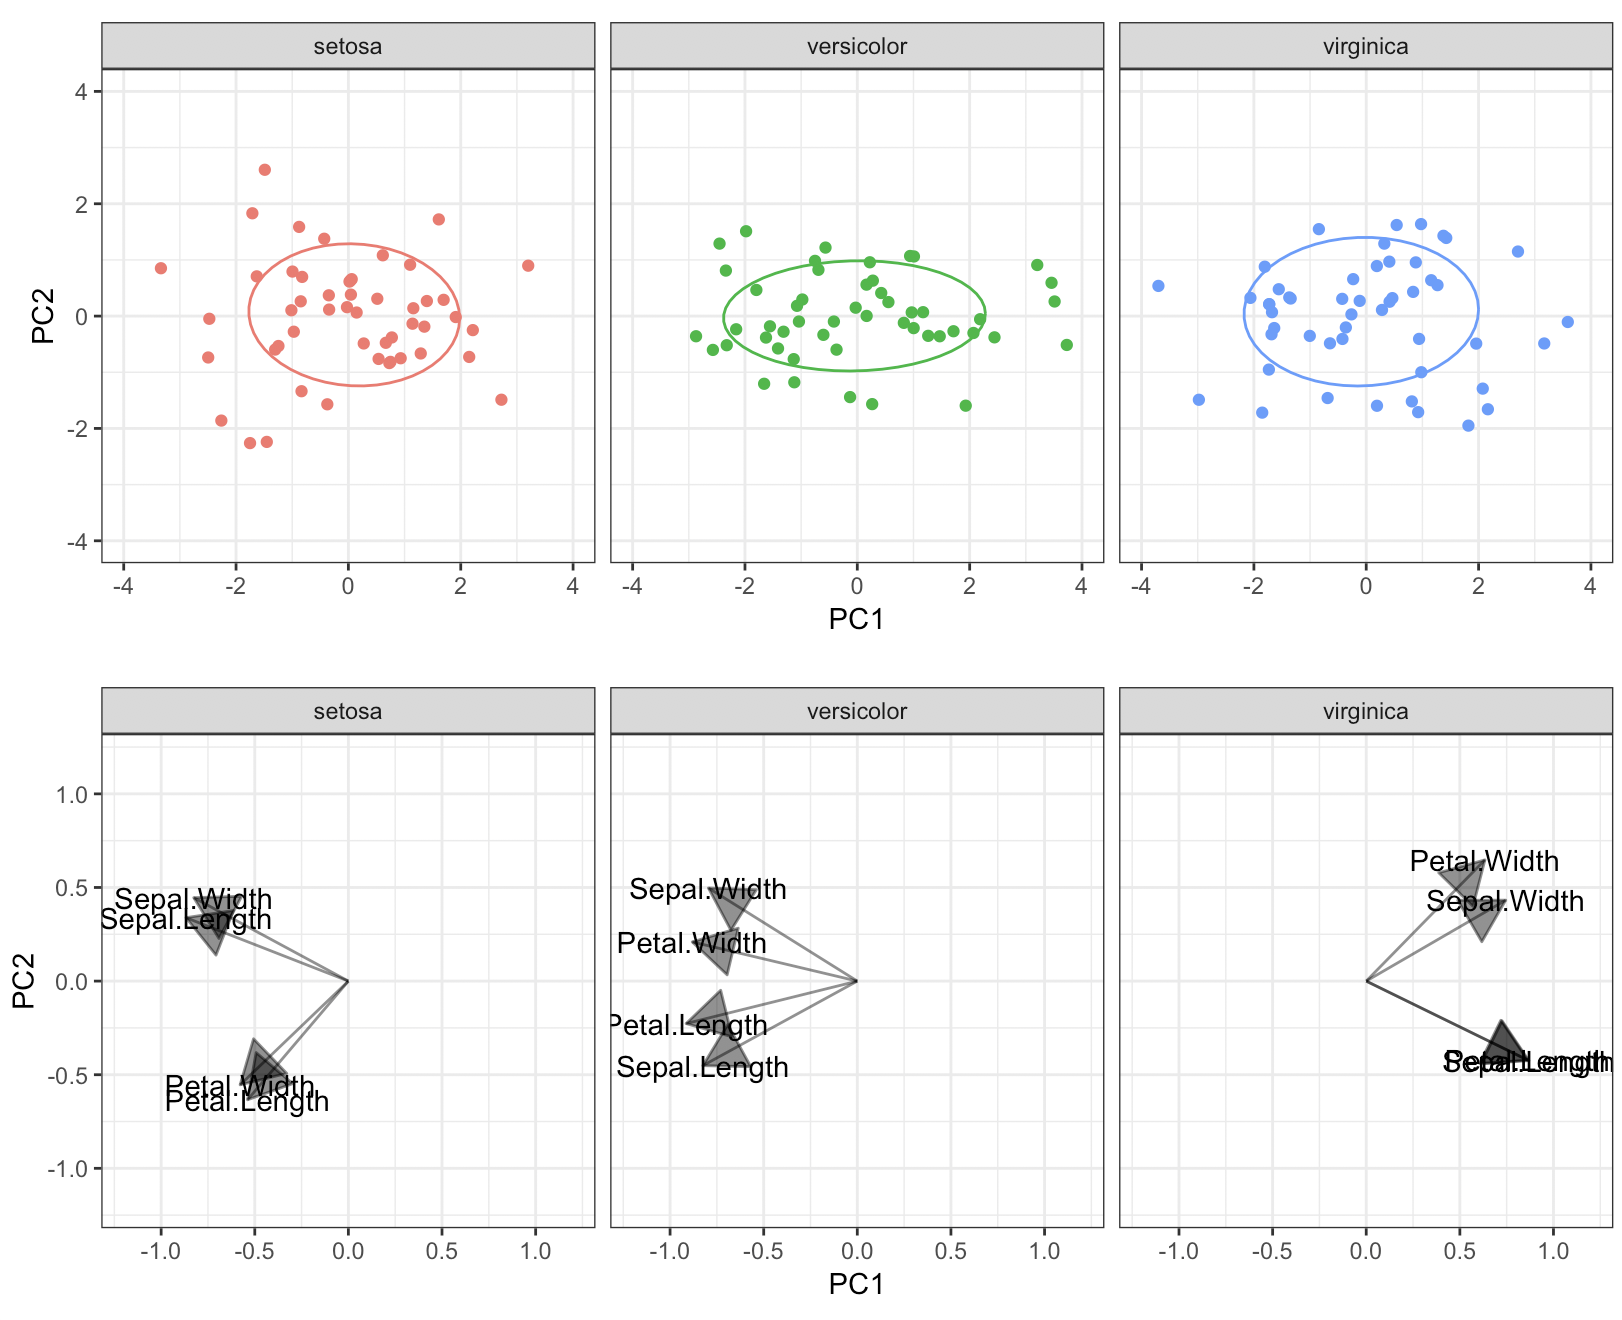 setosa
versicolor
virginica
PC2
4
2
0
-2
-4
-4 -2 0 2 4
-4 -2 0 2 4
-4 -2 0 2 4
PC1
setosa
versicolor
virginica
PC2
1.0
0.5
0.0
-0.5
-1.0
Sepal.Width
Sepal.Length
Petal.Width
Petal.Length
Sepal.Width
Petal.Width
Petal.Length
Sepal.Length
Petal.Width
Sepal.Width
Petal.Length
Sepal.Length
-1.0 -0.5 0.0 0.5 1.0
-1.0 -0.5 0.0 0.5 1.0
-1.0 -0.5 0.0 0.5 1.0
PC1